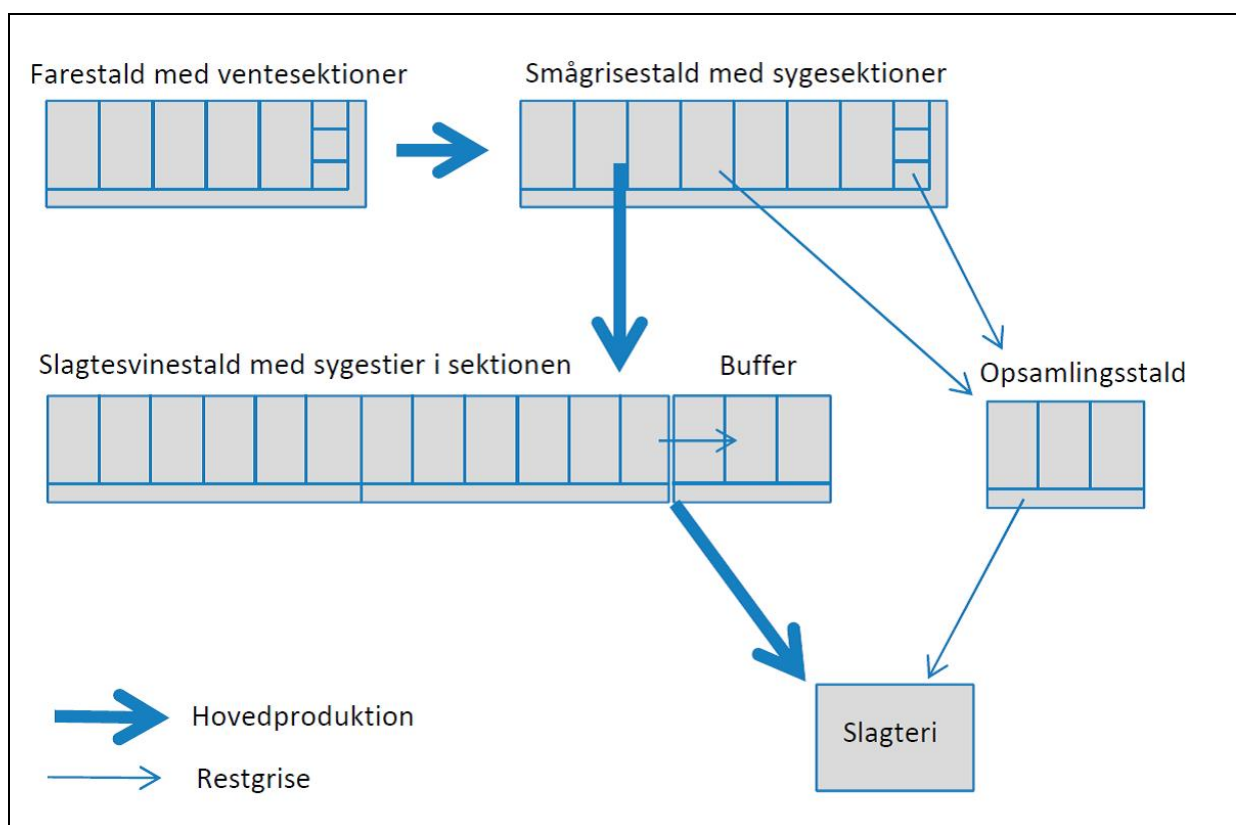 Farestald med ventesektioner
Smågrisestald med sygesektioner
Slagtesvinestald med sygestier i sektionen
Buffer
Opsamlingsstald
Hovedproduktion
Slagteri
Restgrise